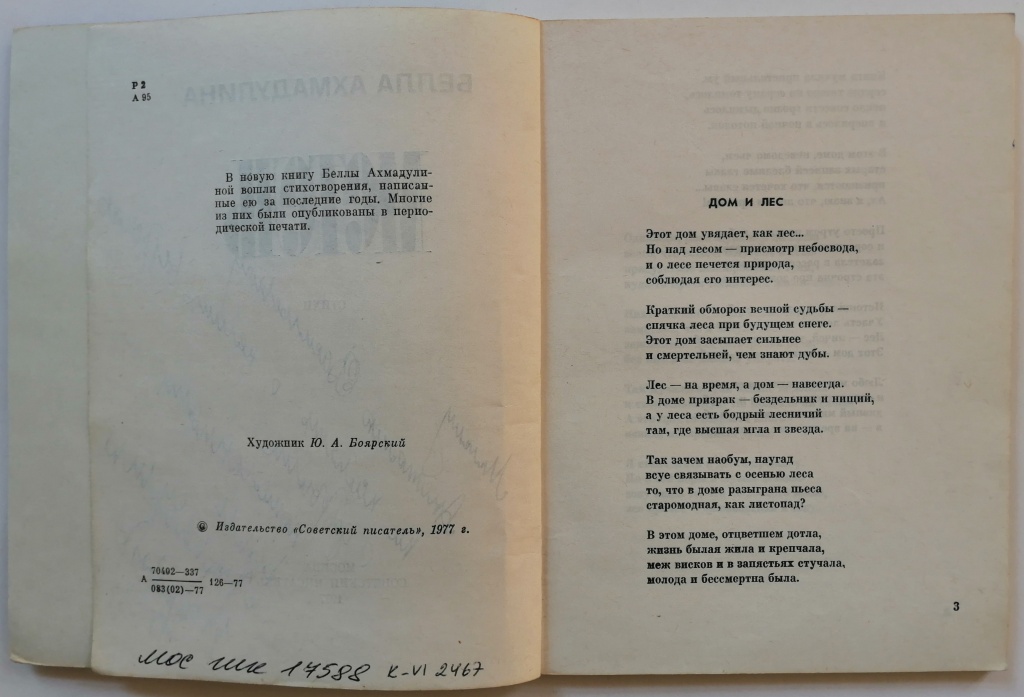 Р 2
А 95
В новую книгу Беллы Ахмадули-
ной вошли стихотворения, написан-
ные ею за последние годы. Многие
из них были опубликованы в перио-
дической печати.
Художник Ю. А. Боярский
© Издательство «Советский писатель», 1977 г.
А 70402—337
083(02)—77 126—77
мос шк 17588 К-VI 2467
ДОМ И ЛЕС
Этот дом увядает, как лес...
Но над лесом — присмотр небосвода,
и о лесе печется природа,
соблюдая его интерес.
Краткий обморок вечной судьбы —
спячка леса при будущем снеге.
Этот дом засыпает сильнее
и смертельней, чем знают дубы.
Лес — на время, а дом — навсегда.
В доме призрак — бездельник и нищий,
а у леса есть бодрый лесничий
там, где высшая мгла и звезда.
Так зачем наобум, наугад
всуе связывать с осенью леса
то, что в доме разыграна пьеса
старомодная, как листопад?
В этом доме, отцветшем дотла,
жизнь былая жила и крепчала,
меж висков и в запястьях стучала,
молода и бессмертна была.
3